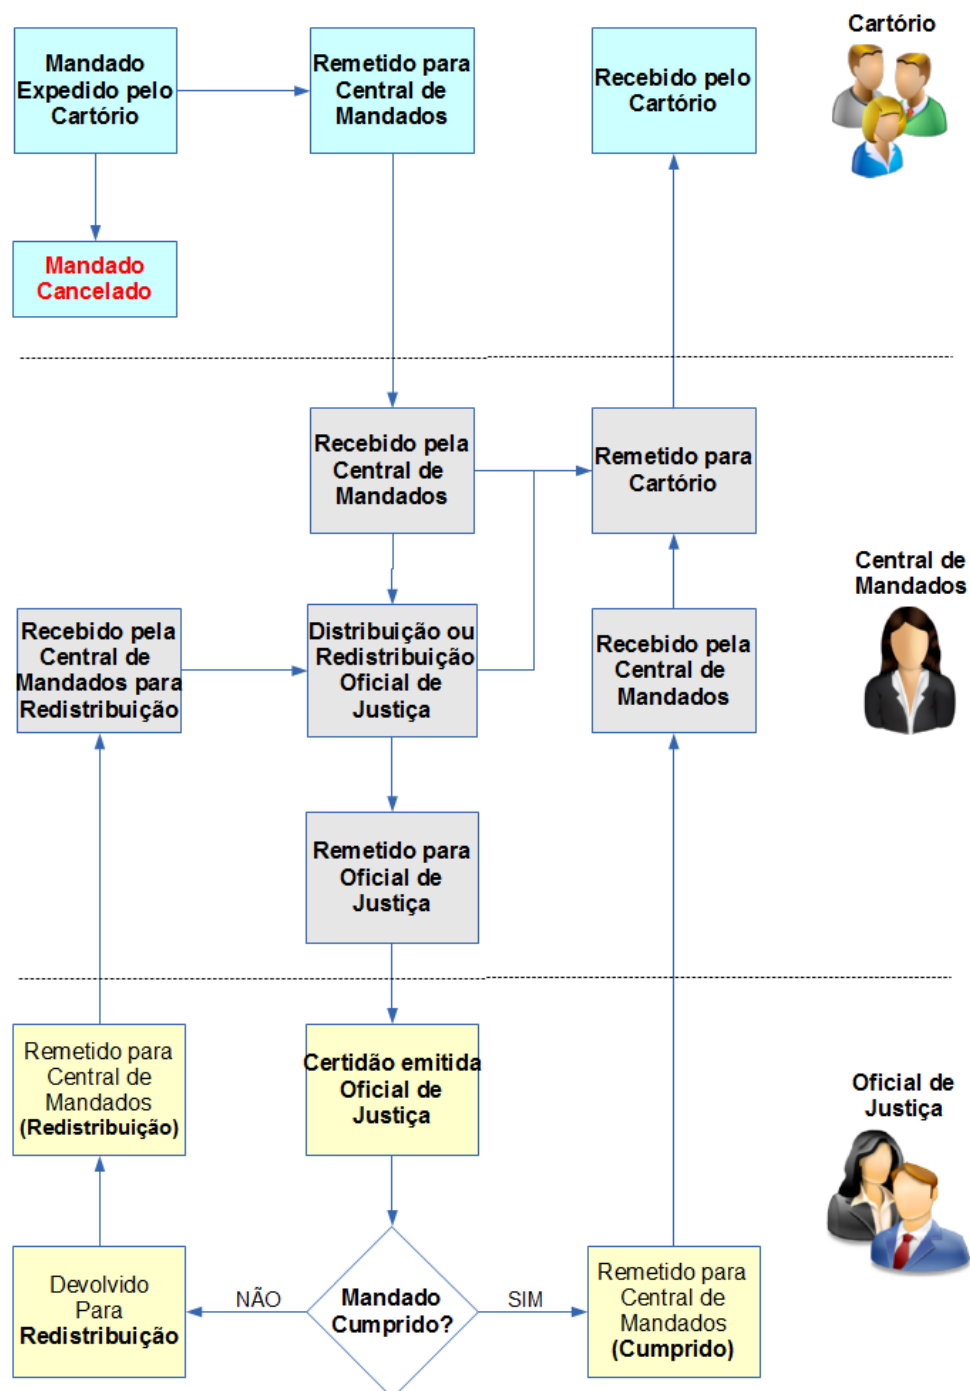 Cartório
Mandado
Expedido pelo
Cartório
Remetido para
Central de
Mandados
Recebido pelo
Cartório
Mandado
Cancelado
Recebido pela
Central de
Mandados
Remetido para
Cartório
Central de
Mandados
Recebido pela
Central de
Mandados para
Redistribuição
Distribuição ou
Redistribuição
Oficial de
Justiça
Recebido pela
Central de
Mandados
Remetido para
Oficial de
Justiça
Remetido para
Central de
Mandados
(Redistribuição)
Certidão emitida
Oficial de
Justiça
Oficial de
Justiça
Devolvido
Para
Redistribuição
NÃO
Mandado
Cumprido?
SIM
Remetido para
Central de
Mandados
(Cumprido)